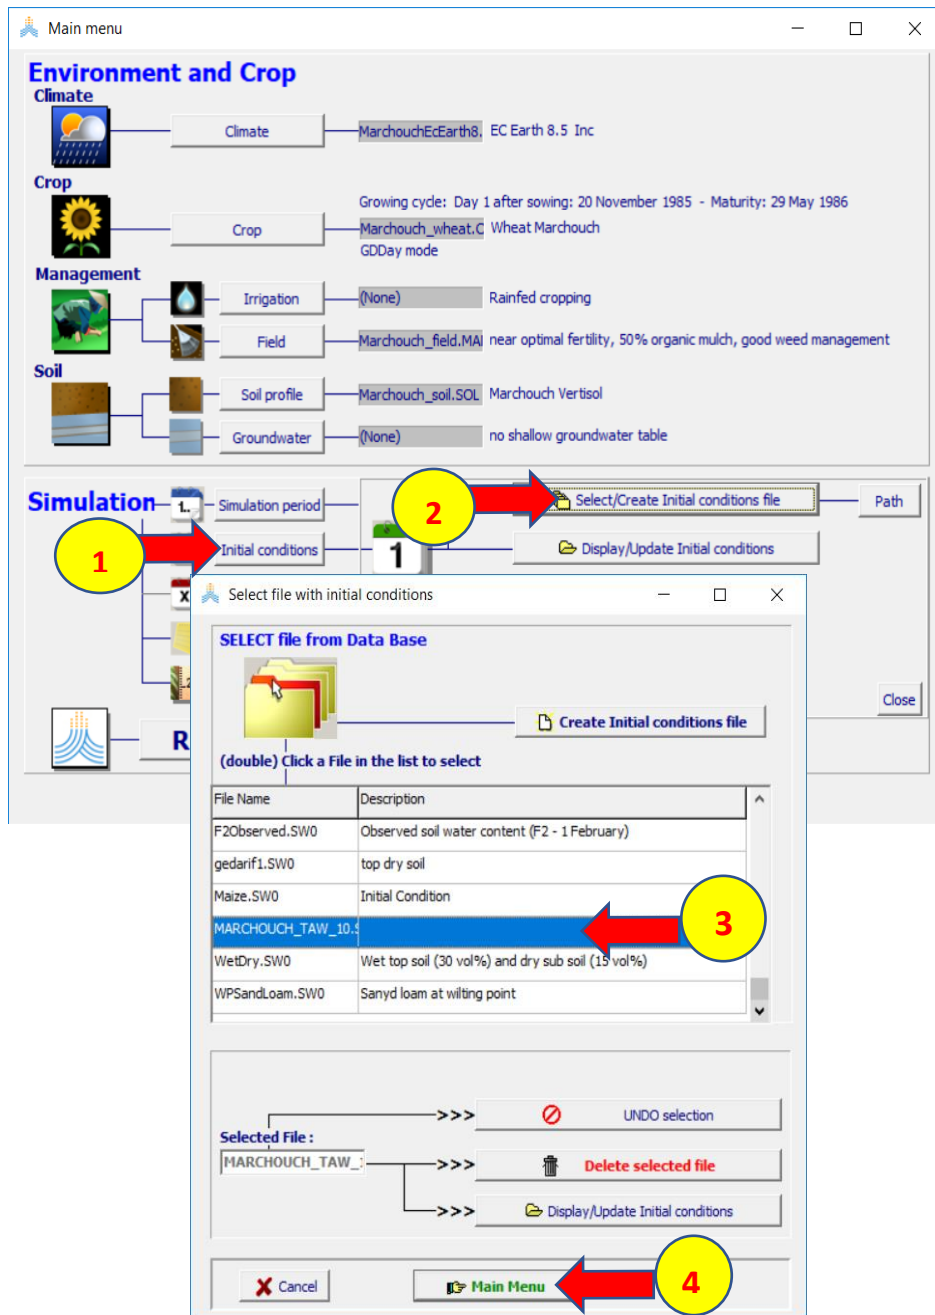 Main menu
Environment and Crop
Climate
Climate
MarchouchEcEarth8. EC Earth 8.5 Inc
Crop
Growing cycle: Day 1 after sowing: 20 November 1985 - Maturity: 29 May 1986
Crop
Marchouch_wheat.C Wheat Marchouch
GDDay mode
Management
Irrigation (None) Rainfed cropping
Field Marchouch_field.MAI near optimal fertility, 50% organic mulch, good weed management
Soil
Soil profile Marchouch_soil.SOL Marchouch Vertisol
Groundwater (None) no shallow groundwater table
Simulation
1..
Simulation period
2
Select/Create Initial conditions file
Path
1
Initial conditions
1
Display/Update Initial conditions
X
Close
R
Select file with initial conditions
SELECT file from Data Base
Create Initial conditions file
(double) Click a File in the list to select
File Name Description
F2Observed.SW0 Observed soil water content (F2 - 1 February)
gedarif1.SW0 top dry soil
Maize.SW0 Initial Condition
MARCHOUCH_TAW_10.S
3
WetDry.SW0 Wet top soil (30 vol%) and dry sub soil (15 vol%)
WPSandLoam.SW0 Sanyd loam at wilting point
>>> UNDO selection
Selected File :
MARCHOUCH_TAW_1
>>> Delete selected file
>>> Display/Update Initial conditions
Cancel
Main Menu
4